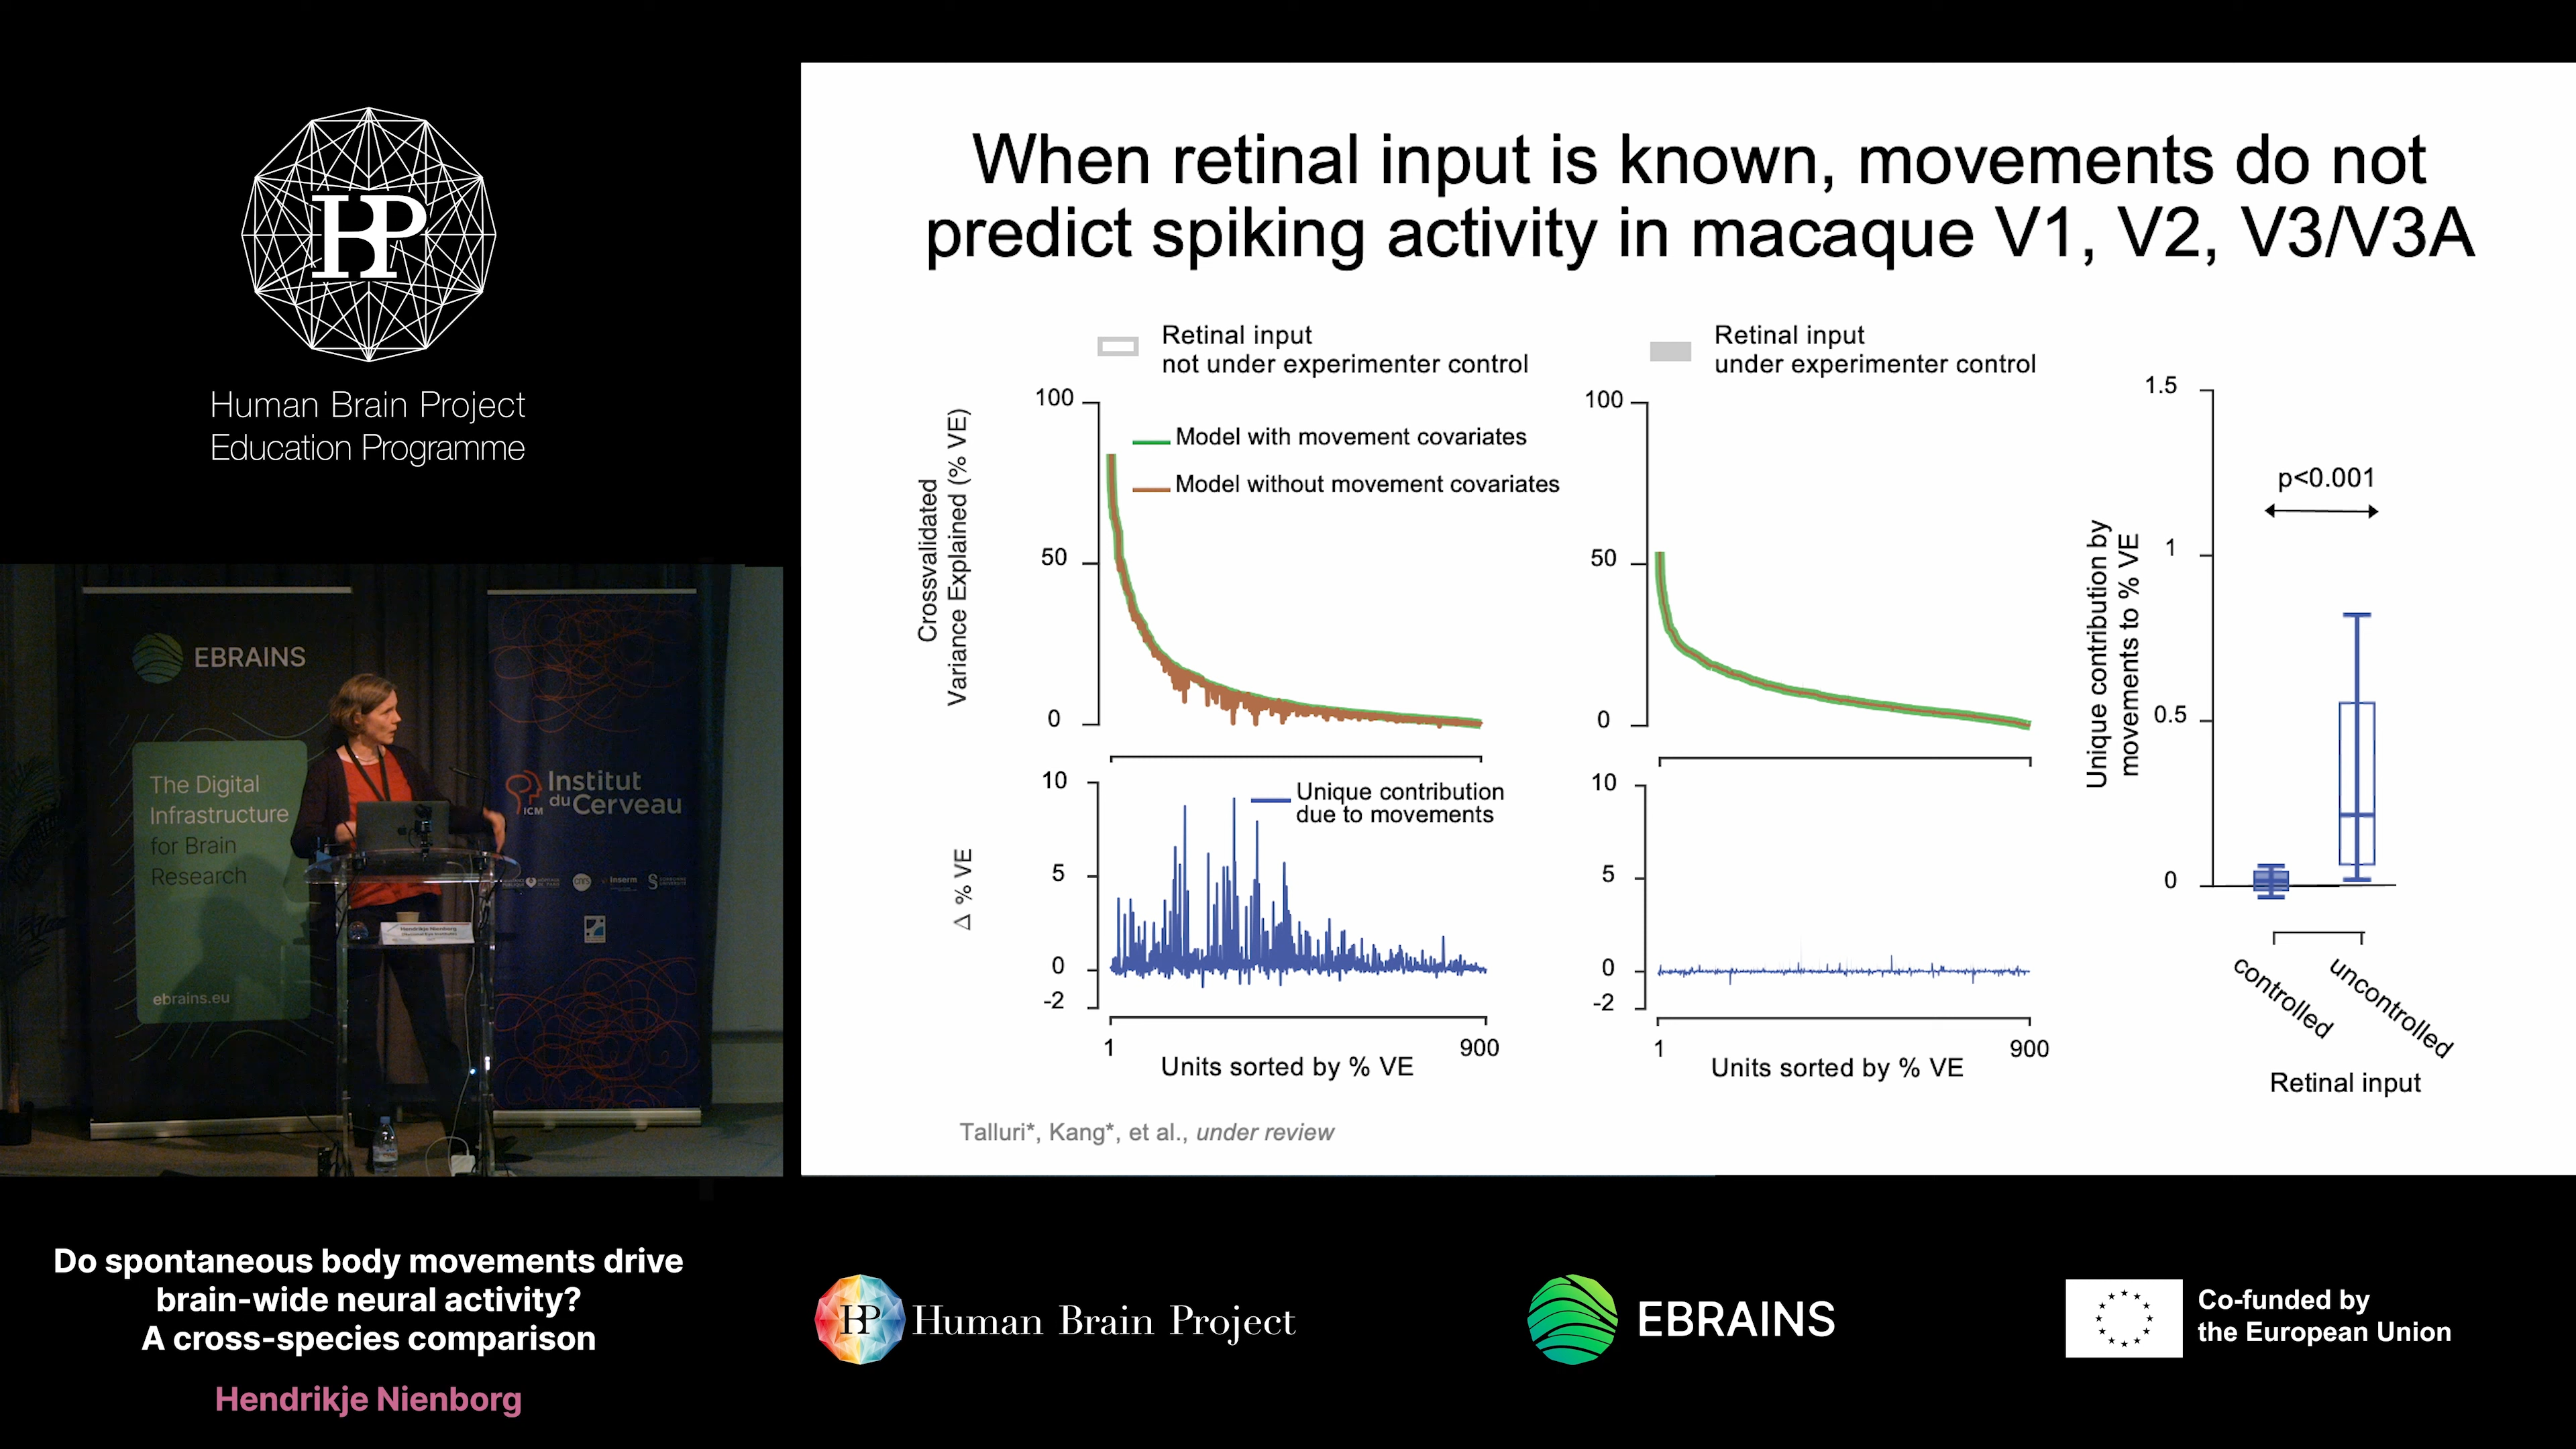 HBP
Human Brain Project
Education Programme
EBRAINS
The Digital
Infrastructure
for Brain
Research
ebrains.eu
Institut
du Cerveau
ICM
Inserm
Hendrikje Nienborg
When retinal input is known, movements do not
predict spiking activity in macaque V1, V2, V3/V3A
Retinal input
not under experimenter control
Retinal input
under experimenter control
Crossvalidated
Variance Explained (% VE)
100
50
0
Model with movement covariates
Model without movement covariates
100
50
0
Δ % VE
10
5
0
-2
Unique contribution
due to movements
1
900
Units sorted by % VE
10
5
0
-2
1
900
Units sorted by % VE
Unique contribution by
movements to % VE
1.5
1
0.5
0
p<0.001
controlled
uncontrolled
Retinal input
Talluri*, Kang*, et al., under review
Do spontaneous body movements drive
brain-wide neural activity?
A cross-species comparison
Hendrikje Nienborg
HBP Human Brain Project
EBRAINS
Co-funded by
the European Union